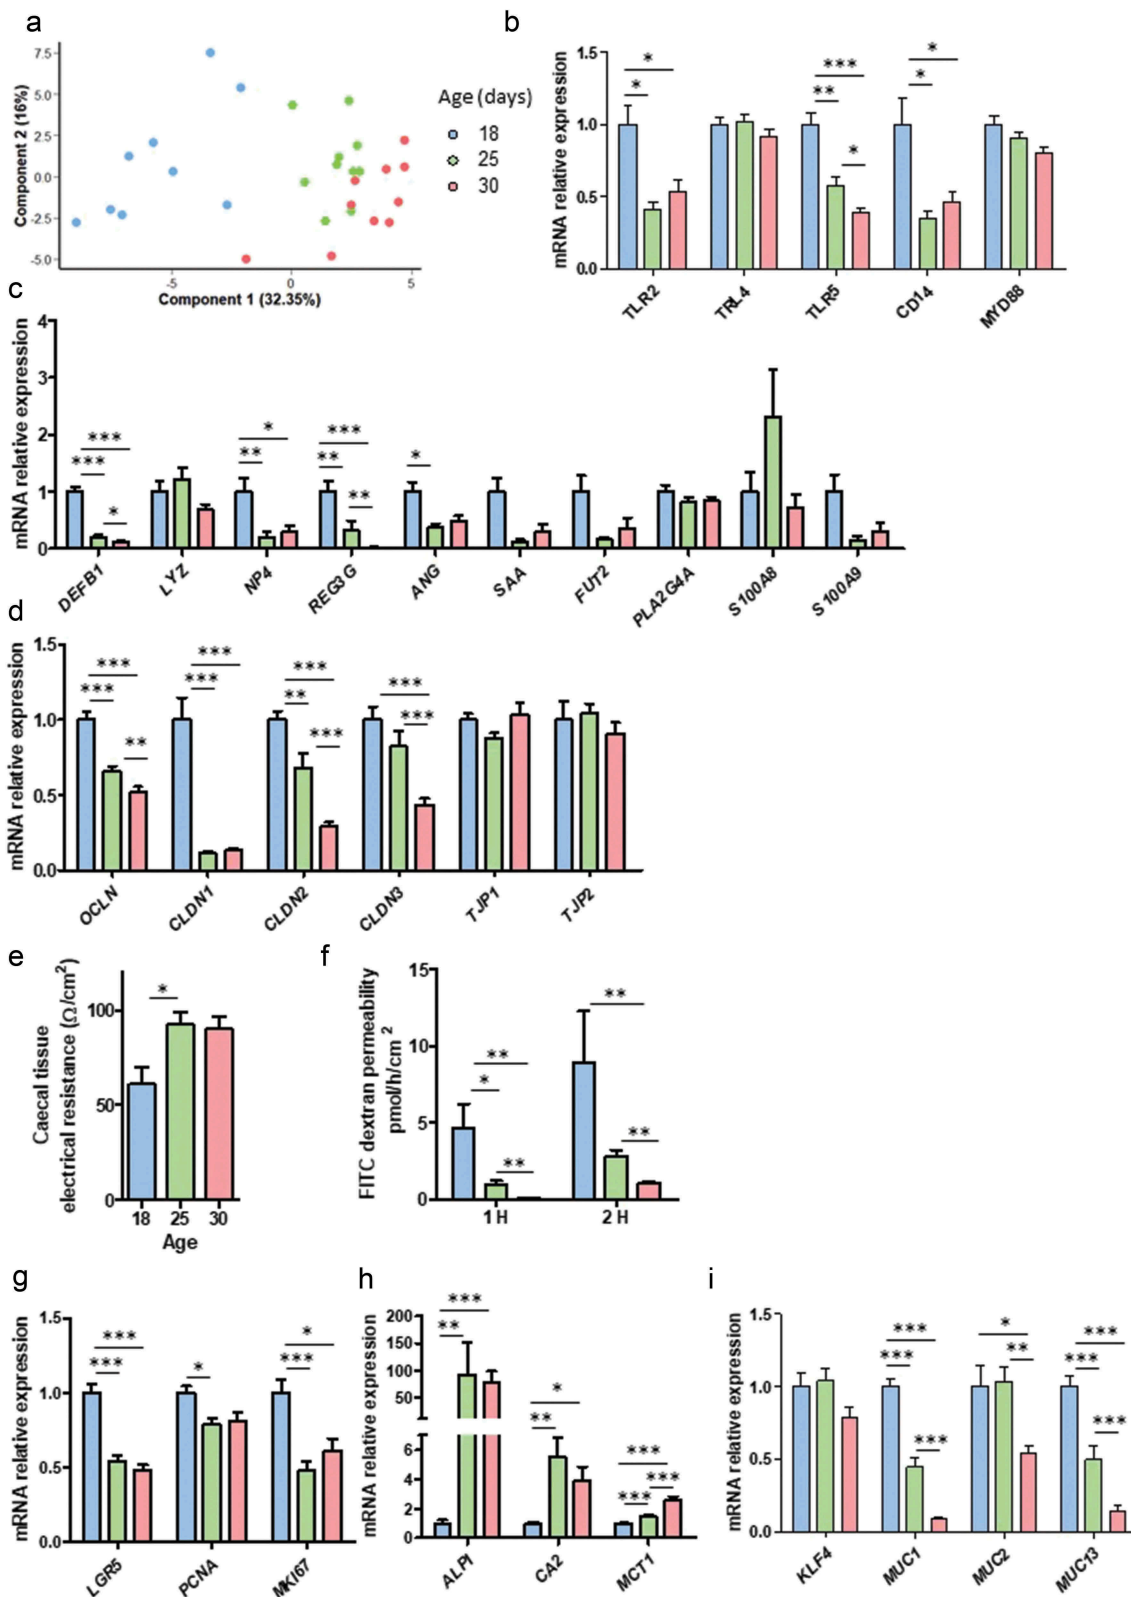 a
Component 2 (16%)
7.5
5.0
2.5
0.0
-2.5
-5.0
-5
0
5
Component 1 (32.35%)
Age (days)
18
25
30
b
mRNA relative expression
1.5
1.0
0.5
0.0
*
*
***
**
*
*
*
TLR2
TRL4
TLR5
CD14
MYD88
c
mRNA relative expression
4
3
2
1
0
***
***
*
*
**
***
**
**
*
DEFB1
LYZ
NP4
REG3G
ANG
SAA
FUT2
PLA2G4A
S100A8
S100A9
d
mRNA relative expression
1.5
1.0
0.5
0.0
***
***
**
***
***
***
**
***
***
***
OCLN
CLDN1
CLDN2
CLDN3
TJP1
TJP2
e
Caecal tissue
electrical resistance (Ω/cm²)
100
50
0
*
18
25
30
Age
f
FITC dextran permeability
pmol/h/cm²
15
10
5
0
**
*
**
**
**
1 H
2 H
g
mRNA relative expression
1.5
1.0
0.5
0.0
***
***
*
*
***
LGR5
PCNA
MKI67
h
mRNA relative expression
200
150
100
50
6
4
2
0
***
**
*
**
***
***
***
ALPI
CA2
MCT1
i
mRNA relative expression
1.5
1.0
0.5
0.0
***
***
***
*
**
***
***
***
KLF4
MUC1
MUC2
MUC13